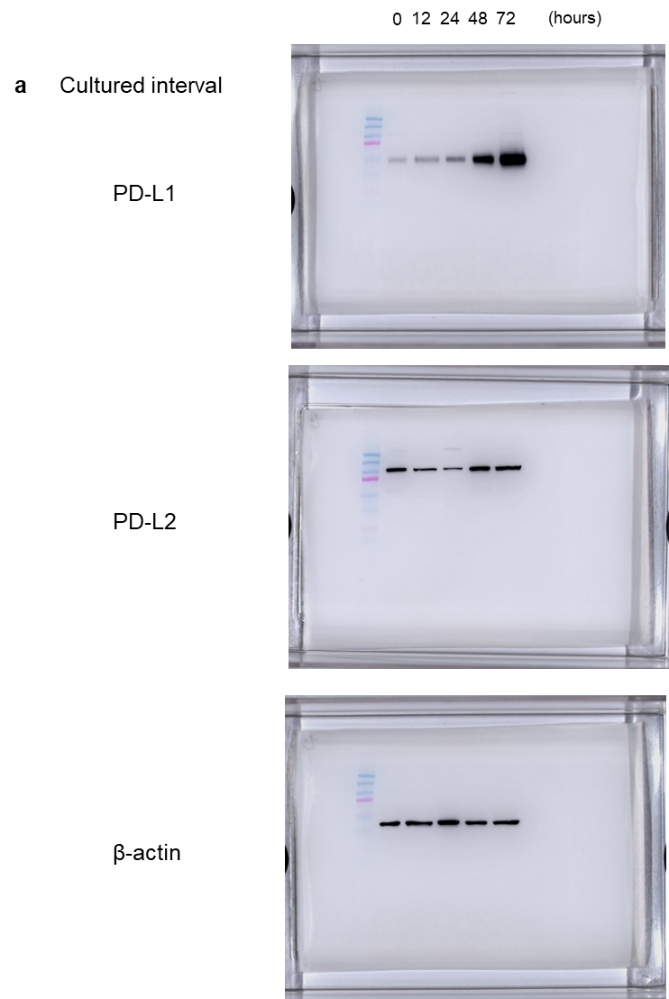 0 12 24 48 72 (hours)
a Cultured interval
PD-L1
PD-L2
β-actin